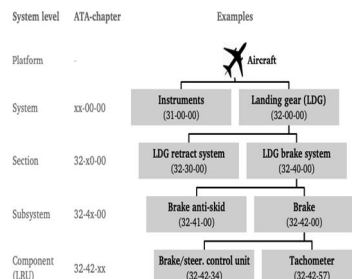 System level ATA-chapter Examples
Platform - Aircraft
System xx-00-00 Instruments Landing gear (LDG)
(31-00-00) (32-00-00)
Section 32-x0-00 LDG retract system LDG brake system
(32-30-00) (32-40-00)
Subsystem 32-4x-00 Brake anti-skid Brake
(32-41-00) (32-42-00)
Component 32-42-xx Brake/steer. control unit Tachometer
(LRU) (32-42-34) (32-42-57)